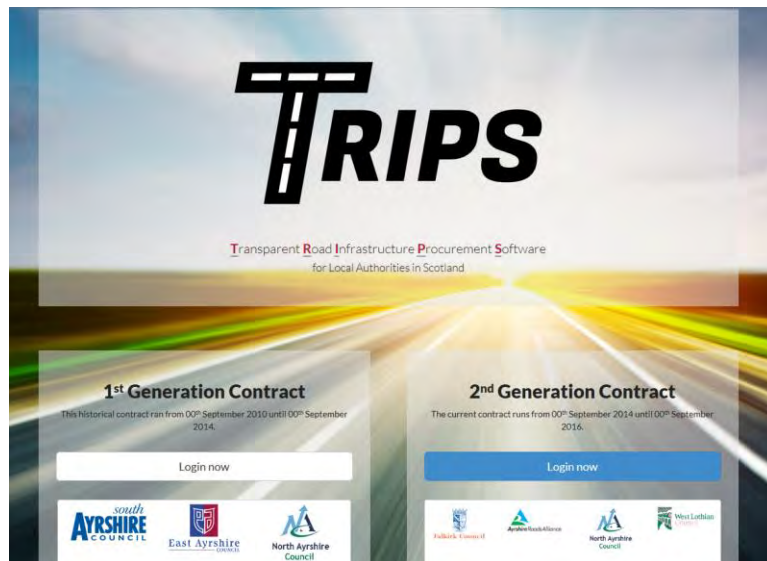 TRIPS
Transparent Road Infrastructure Procurement Software
for Local Authorities in Scotland
1st Generation Contract
This historical contract ran from 00th September 2010 until 00th September
2014.
Login now
south
AYRSHIRE
COUNCIL
East Ayrshire
COUNCIL
North Ayrshire
Council
2nd Generation Contract
The current contract runs from 00th September 2014 until 00th September
2016.
Login now
Falkirk Council
Ayrshire Roads Alliance
North Ayrshire
Council
West Lothian
Council